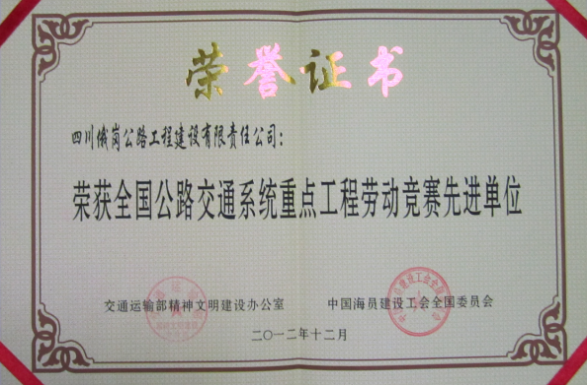 荣誉证书
四川俄岗公路工程建设有限责任公司：
荣获全国公路交通系统重点工程劳动竞赛先进单位
交通运输部精神文明建设办公室 中国海员建设工会全国委员会
二〇一二年十二月